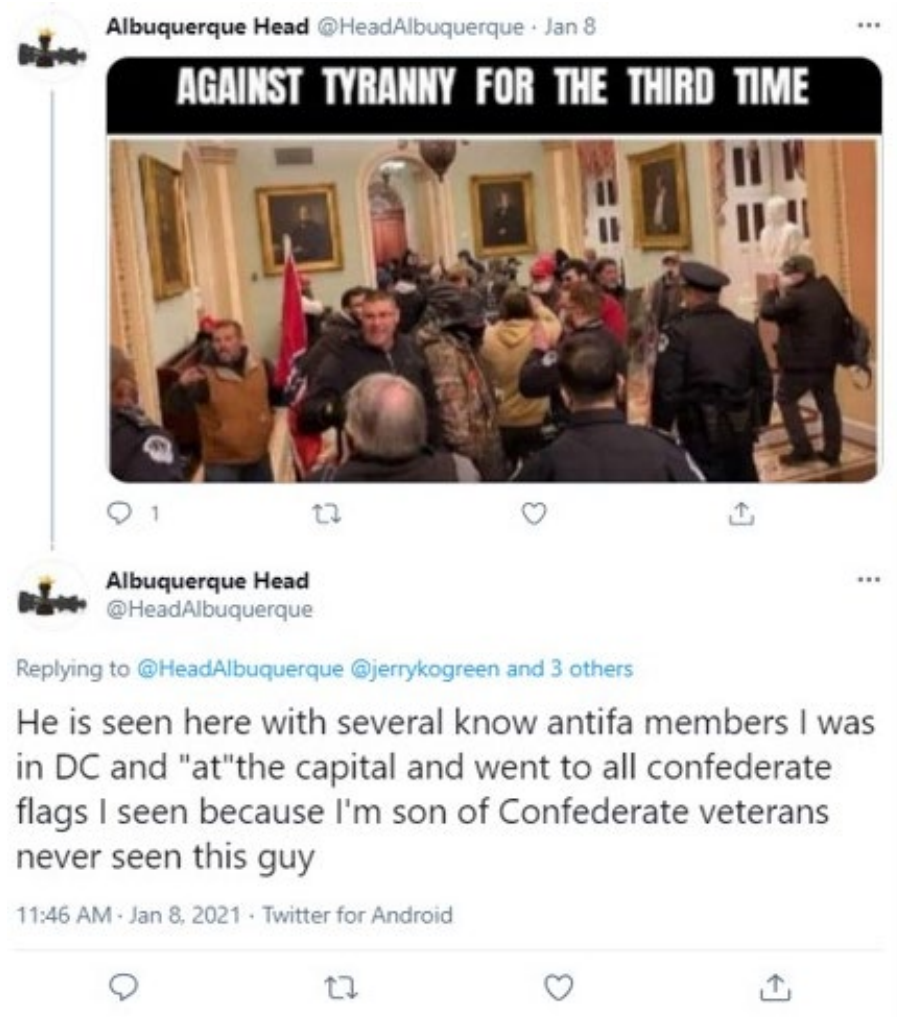 Albuquerque Head @HeadAlbuquerque · Jan 8
AGAINST TYRANNY FOR THE THIRD TIME
1
Albuquerque Head
@HeadAlbuquerque
Replying to @HeadAlbuquerque @jerrykogreen and 3 others
He is seen here with several know antifa members I was
in DC and "at"the capital and went to all confederate
flags I seen because I'm son of Confederate veterans
never seen this guy
11:46 AM · Jan 8, 2021 · Twitter for Android